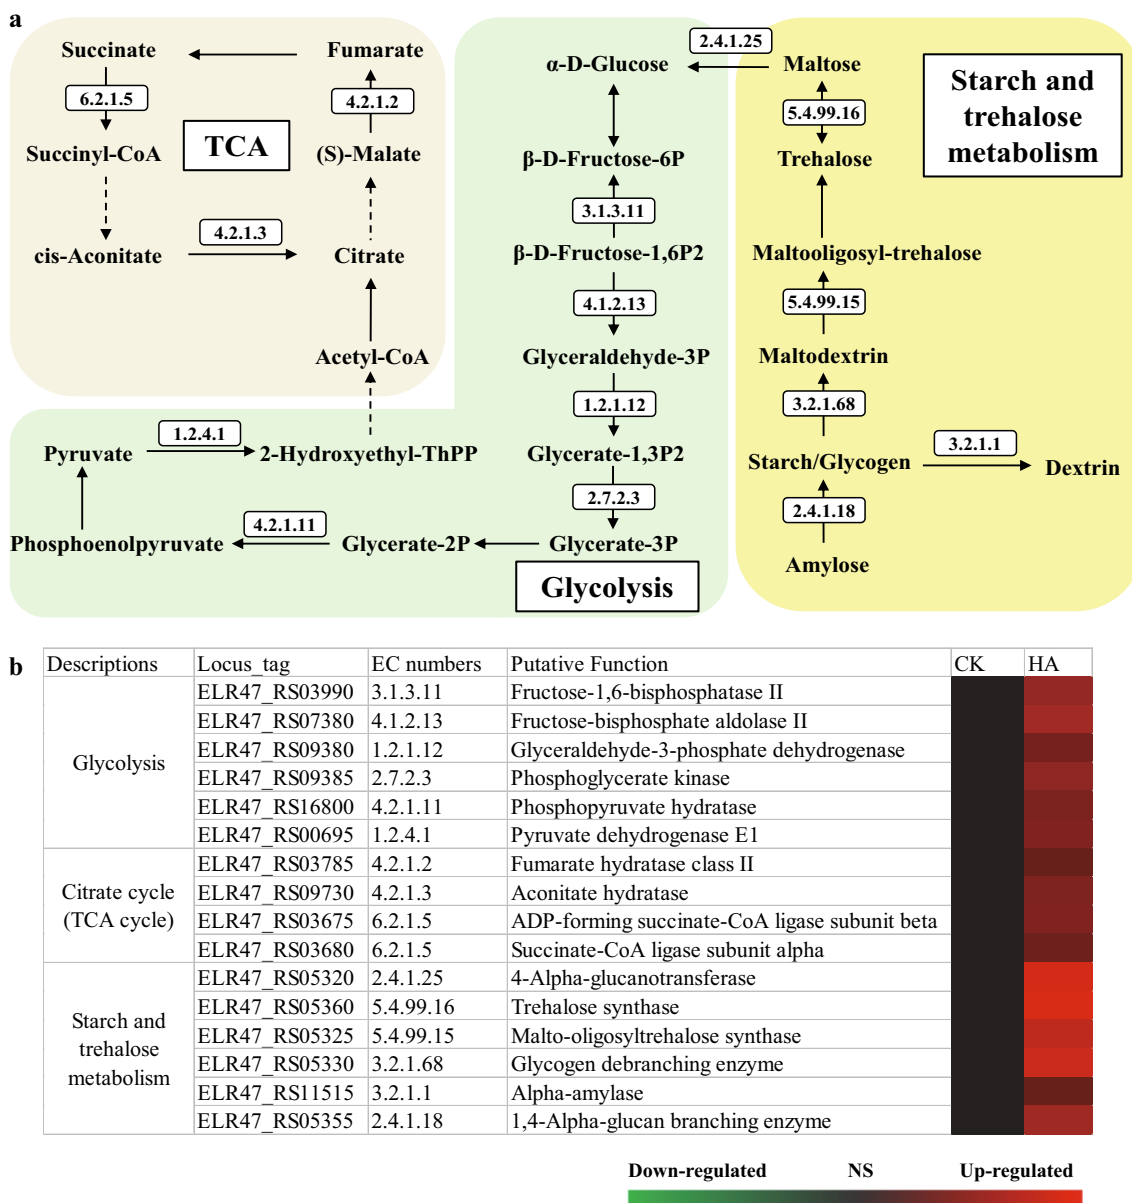 a
Succinate
Fumarate
6.2.1.5
4.2.1.2
TCA
Succinyl-CoA
(S)-Malate
4.2.1.3
cis-Aconitate
Citrate
Acetyl-CoA
2.4.1.25
α-D-Glucose
Maltose
Starch and
trehalose
metabolism
5.4.99.16
β-D-Fructose-6P
Trehalose
3.1.3.11
β-D-Fructose-1,6P2
Maltooligosyl-trehalose
4.1.2.13
5.4.99.15
Glyceraldehyde-3P
Maltodextrin
1.2.1.12
3.2.1.68
1.2.4.1
3.2.1.1
Pyruvate
2-Hydroxyethyl-ThPP
Glycerate-1,3P2
Starch/Glycogen
Dextrin
2.7.2.3
2.4.1.18
4.2.1.11
Phosphoenolpyruvate
Glycerate-2P
Glycerate-3P
Amylose
Glycolysis
b
Descriptions Locus_tag EC numbers Putative Function CK HA
Glycolysis
ELR47_RS03990 3.1.3.11 Fructose-1,6-bisphosphatase II
ELR47_RS07380 4.1.2.13 Fructose-bisphosphate aldolase II
ELR47_RS09380 1.2.1.12 Glyceraldehyde-3-phosphate dehydrogenase
ELR47_RS09385 2.7.2.3 Phosphoglycerate kinase
ELR47_RS16800 4.2.1.11 Phosphopyruvate hydratase
ELR47_RS00695 1.2.4.1 Pyruvate dehydrogenase E1
Citrate cycle
(TCA cycle)
ELR47_RS03785 4.2.1.2 Fumarate hydratase class II
ELR47_RS09730 4.2.1.3 Aconitate hydratase
ELR47_RS03675 6.2.1.5 ADP-forming succinate-CoA ligase subunit beta
ELR47_RS03680 6.2.1.5 Succinate-CoA ligase subunit alpha
Starch and
trehalose
metabolism
ELR47_RS05320 2.4.1.25 4-Alpha-glucanotransferase
ELR47_RS05360 5.4.99.16 Trehalose synthase
ELR47_RS05325 5.4.99.15 Malto-oligosyltrehalose synthase
ELR47_RS05330 3.2.1.68 Glycogen debranching enzyme
ELR47_RS11515 3.2.1.1 Alpha-amylase
ELR47_RS05355 2.4.1.18 1,4-Alpha-glucan branching enzyme
Down-regulated NS Up-regulated